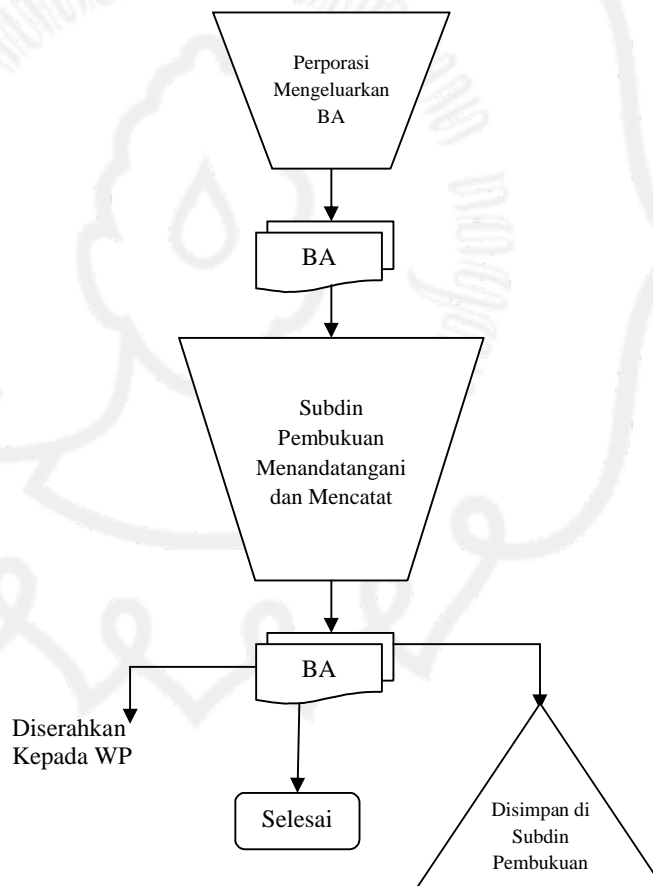 Perporasi
Mengeluarkan
BA
BA
Subdin
Pembukuan
Menandatangani
dan Mencatat
BA
Diserahkan
Kepada WP
Selesai
Disimpan di
Subdin
Pembukuan